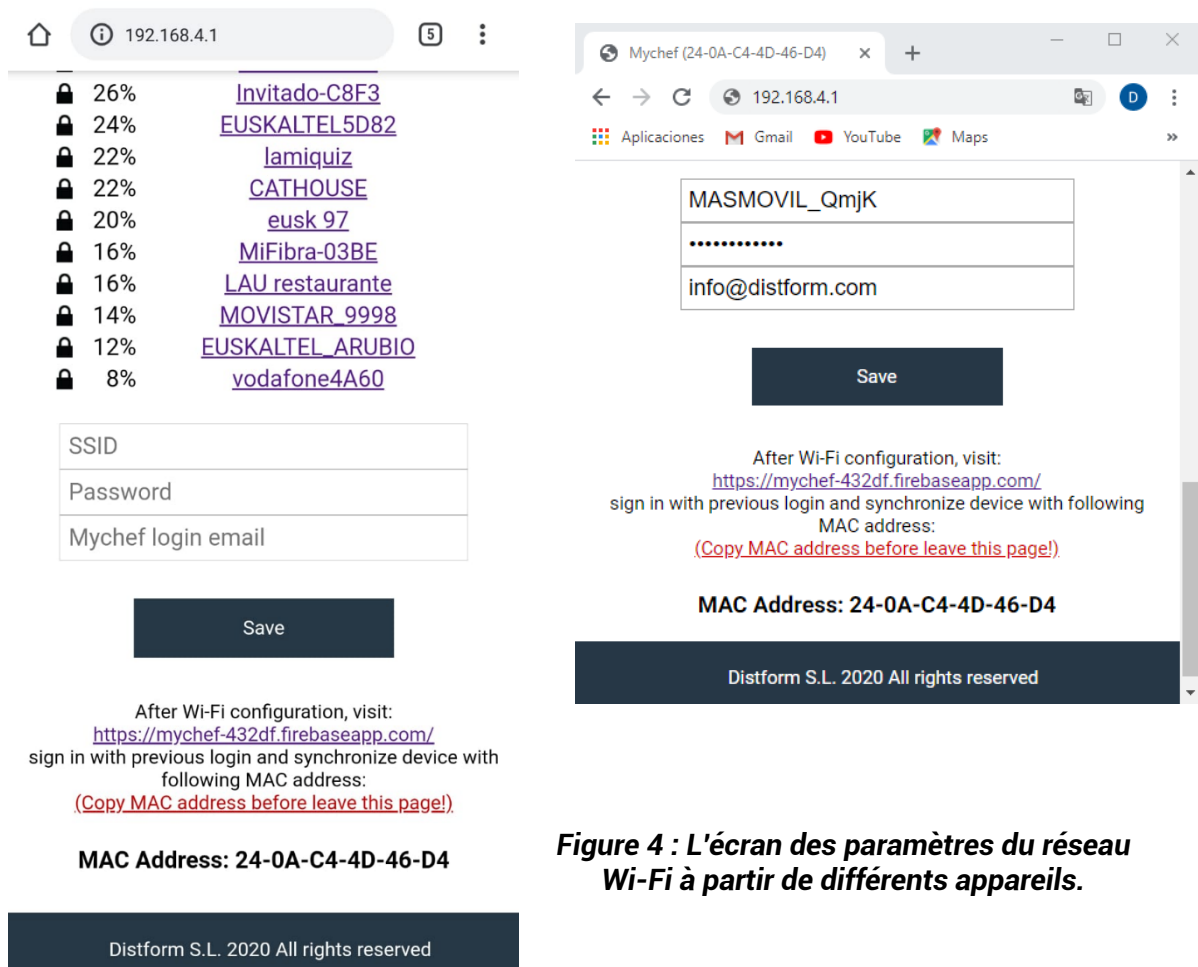 192.168.4.1
5
26% Invitado-C8F3
24% EUSKALTEL5D82
22% lamiquiz
22% CATHOUSE
20% eusk 97
16% MiFibra-03BE
16% LAU restaurante
14% MOVISTAR_9998
12% EUSKALTEL_ARUBIO
8% vodafone4A60
SSID
Password
Mychef login email
Save
After Wi-Fi configuration, visit:
https://mychef-432df.firebaseapp.com/
sign in with previous login and synchronize device with
following MAC address:
(Copy MAC address before leave this page!)
MAC Address: 24-0A-C4-4D-46-D4
Distform S.L. 2020 All rights reserved
Mychef (24-0A-C4-4D-46-D4)
192.168.4.1
D
Aplicaciones Gmail YouTube Maps
MASMOVIL_QmjK
••••••••••••
info@distform.com
Save
After Wi-Fi configuration, visit:
https://mychef-432df.firebaseapp.com/
sign in with previous login and synchronize device with following
MAC address:
(Copy MAC address before leave this page!)
MAC Address: 24-0A-C4-4D-46-D4
Distform S.L. 2020 All rights reserved
Figure 4 : L'écran des paramètres du réseau
Wi-Fi à partir de différents appareils.